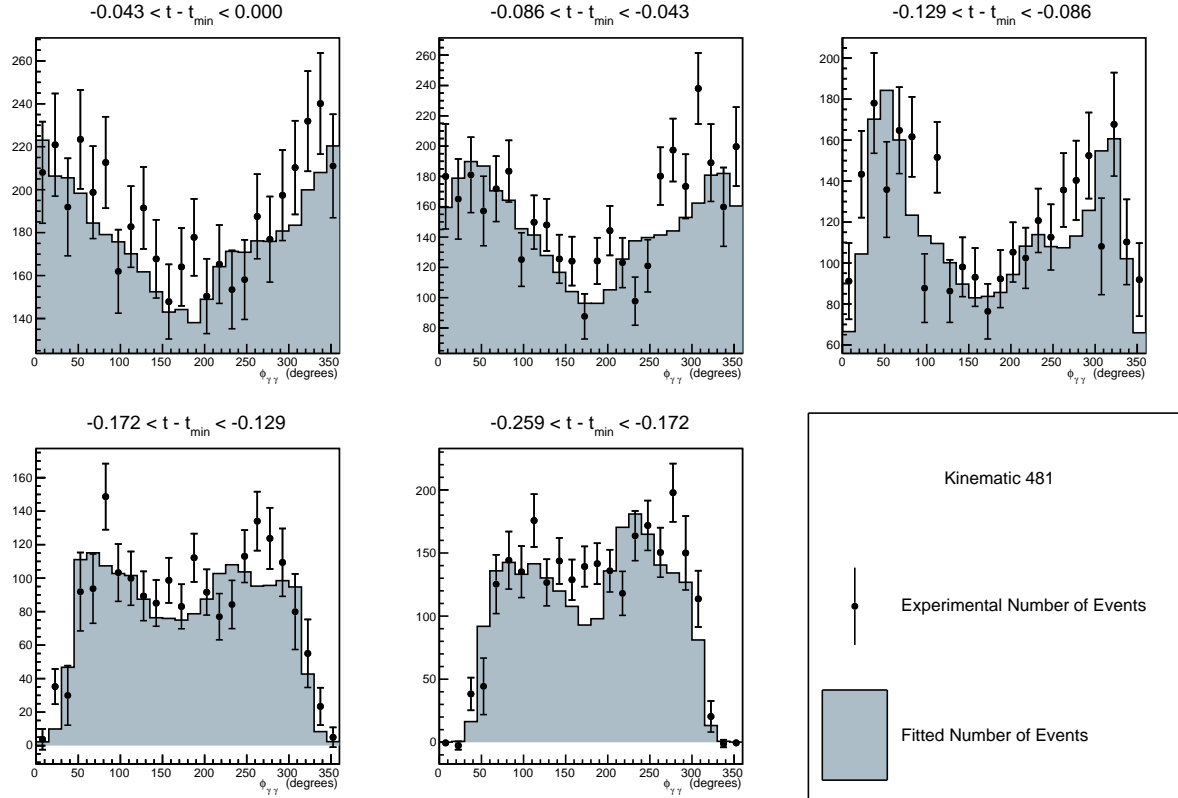 -0.043 < t - t_min < 0.000
260
240
220
200
180
160
140
0 50 100 150 200 250 300 350
ϕ_γγ (degrees)
-0.086 < t - t_min < -0.043
260
240
220
200
180
160
140
120
100
80
0 50 100 150 200 250 300 350
ϕ_γγ (degrees)
-0.129 < t - t_min < -0.086
200
180
160
140
120
100
80
60
0 50 100 150 200 250 300 350
ϕ_γγ (degrees)
-0.172 < t - t_min < -0.129
160
140
120
100
80
60
40
20
0
0 50 100 150 200 250 300 350
ϕ_γγ (degrees)
-0.259 < t - t_min < -0.172
200
150
100
50
0
0 50 100 150 200 250 300 350
ϕ_γγ (degrees)
Kinematic 481
Experimental Number of Events
Fitted Number of Events